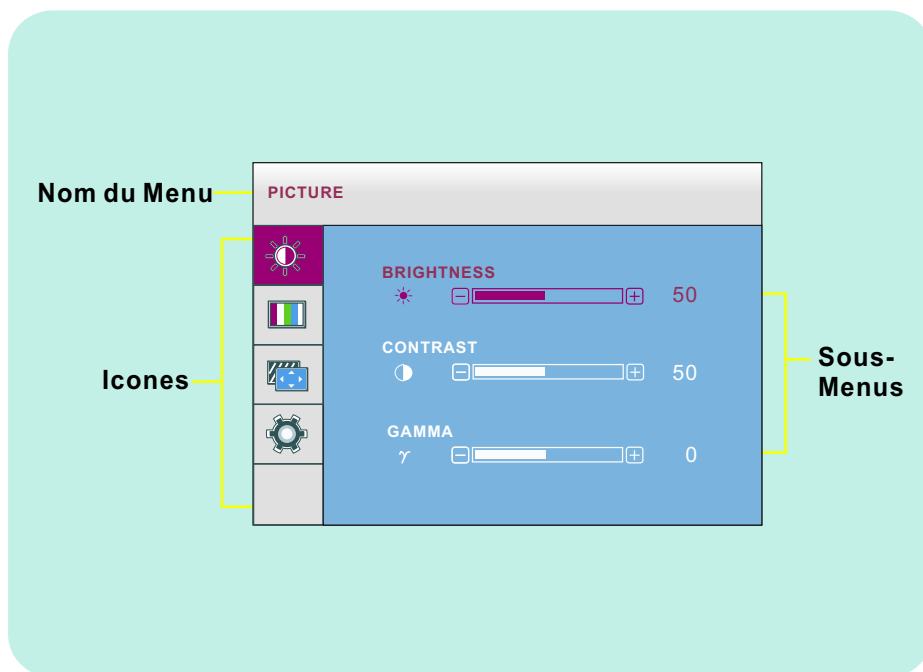 Nom du Menu
PICTURE
BRIGHTNESS
50
CONTRAST
50
Icones
Sous-
Menus
GAMMA
γ
0